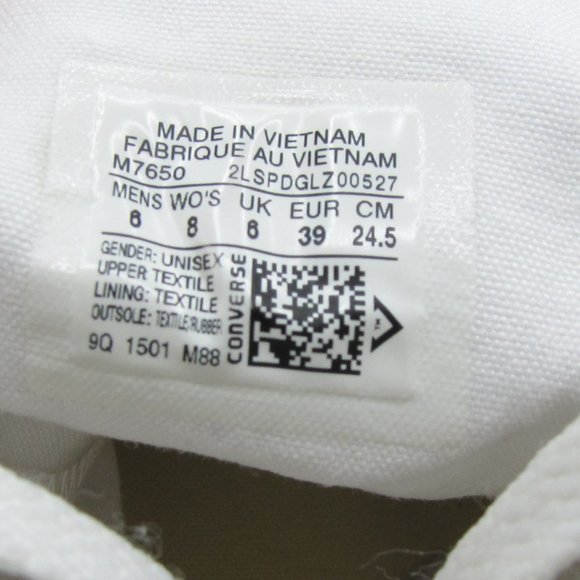 MADE IN VIETNAM
FABRIQUE AU VIETNAM
M7650 2LSPDGLZ00527
MENS WO'S UK EUR CM
6 8 6 39 24.5
GENDER: UNISEX
UPPER: TEXTILE
LINING: TEXTILE
OUTSOLE: TEXTILE/RUBBER
9Q 1501 M88
CONVERSE